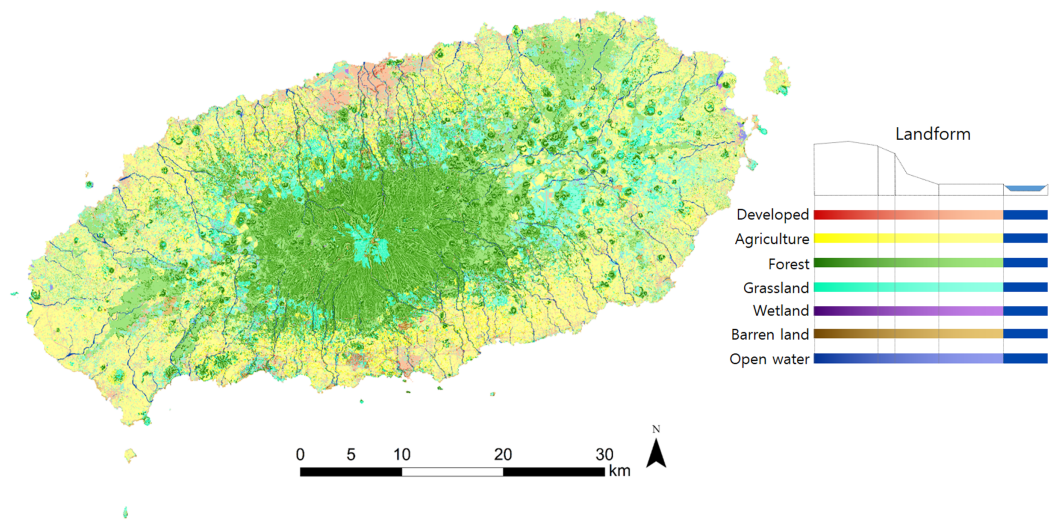 Landform
Developed
Agriculture
Forest
Grassland
Wetland
Barren land
Open water
N
0 5 10 20 30
km